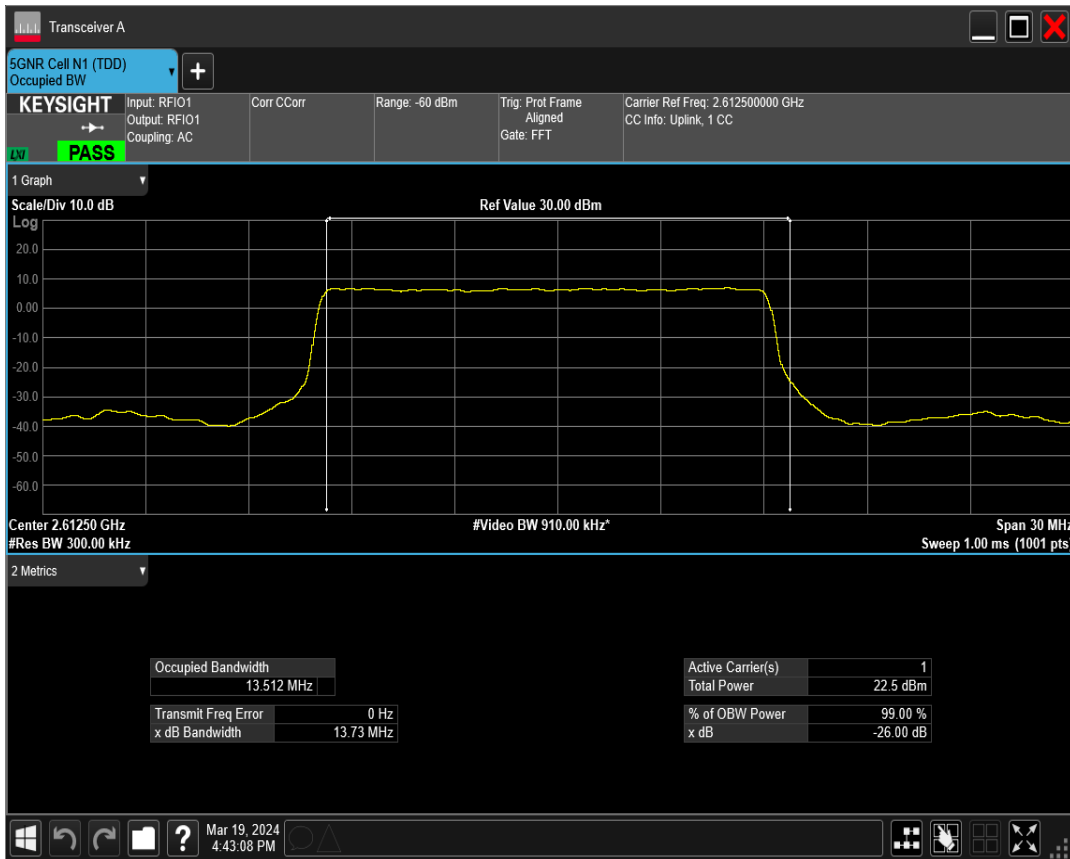 Transceiver A
5GNR Cell N1 (TDD)
Occupied BW
+
KEYSIGHT
LXI
PASS
Input: RFIO1
Output: RFIO1
Coupling: AC
Corr CCorr
Range: -60 dBm
Trig: Prot Frame
Aligned
Gate: FFT
Carrier Ref Freq: 2.612500000 GHz
CC Info: Uplink, 1 CC
1 Graph
Scale/Div 10.0 dB
Ref Value 30.00 dBm
Log
20.0
10.0
0.00
-10.0
-20.0
-30.0
-40.0
-50.0
-60.0
Center 2.61250 GHz
#Video BW 910.00 kHz*
Span 30 MHz
#Res BW 300.00 kHz
Sweep 1.00 ms (1001 pts)
2 Metrics
Occupied Bandwidth
13.512 MHz
Transmit Freq Error 0 Hz
x dB Bandwidth 13.73 MHz
Active Carrier(s) 1
Total Power 22.5 dBm
% of OBW Power 99.00 %
x dB -26.00 dB
?
Mar 19, 2024
4:43:08 PM